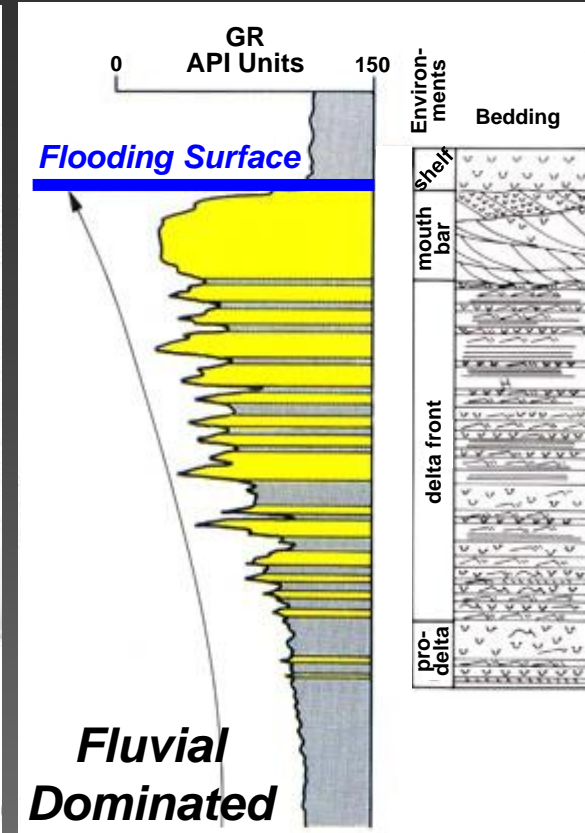 GR
API Units
0
150
Environ-
ments
Bedding
Flooding Surface
shelf
mouth
bar
delta front
pro-
delta
Fluvial
Dominated